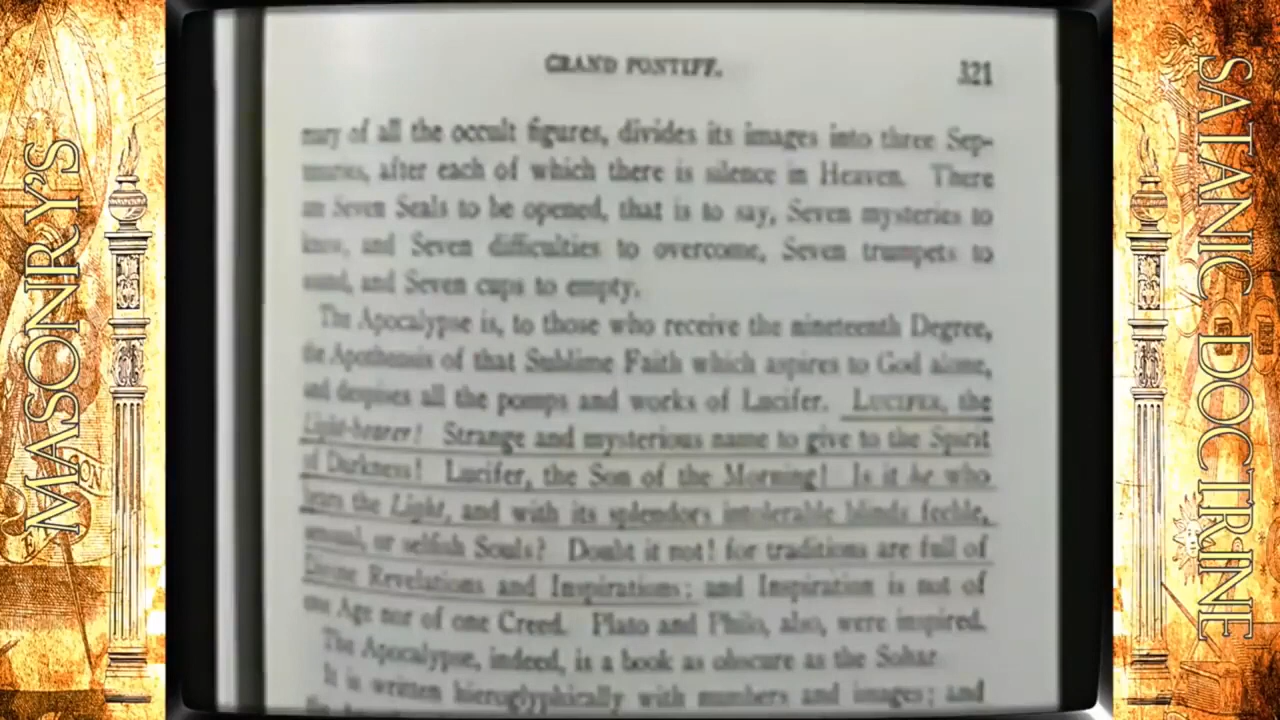 MASONRY'S
SATANIC DOCTRINE
GRAND PONTIFF. 321
mary of all the occult figures, divides its images into three Sep-
tenaries, after each of which there is silence in Heaven. There
are Seven Seals to be opened, that is to say, Seven mysteries to
know, and Seven difficulties to overcome, Seven trumpets to
sound, and Seven cups to empty.
The Apocalypse is, to those who receive the nineteenth Degree,
the Apotheosis of that Sublime Faith which aspires to God alone,
and despises all the pomps and works of Lucifer. LUCIFER, the
Light-bearer! Strange and mysterious name to give to the Spirit
of Darkness! Lucifer, the Son of the Morning! Is it he who
bears the Light, and with its splendors intolerable blinds feeble,
sensual, or selfish Souls? Doubt it not! for traditions are full of
Divine Revelations and Inspirations: and Inspiration is not of
one Age nor of one Creed. Plato and Philo, also, were inspired.
The Apocalypse, indeed, is a book as obscure as the Sohar.
It is written hieroglyphically with numbers and images; and